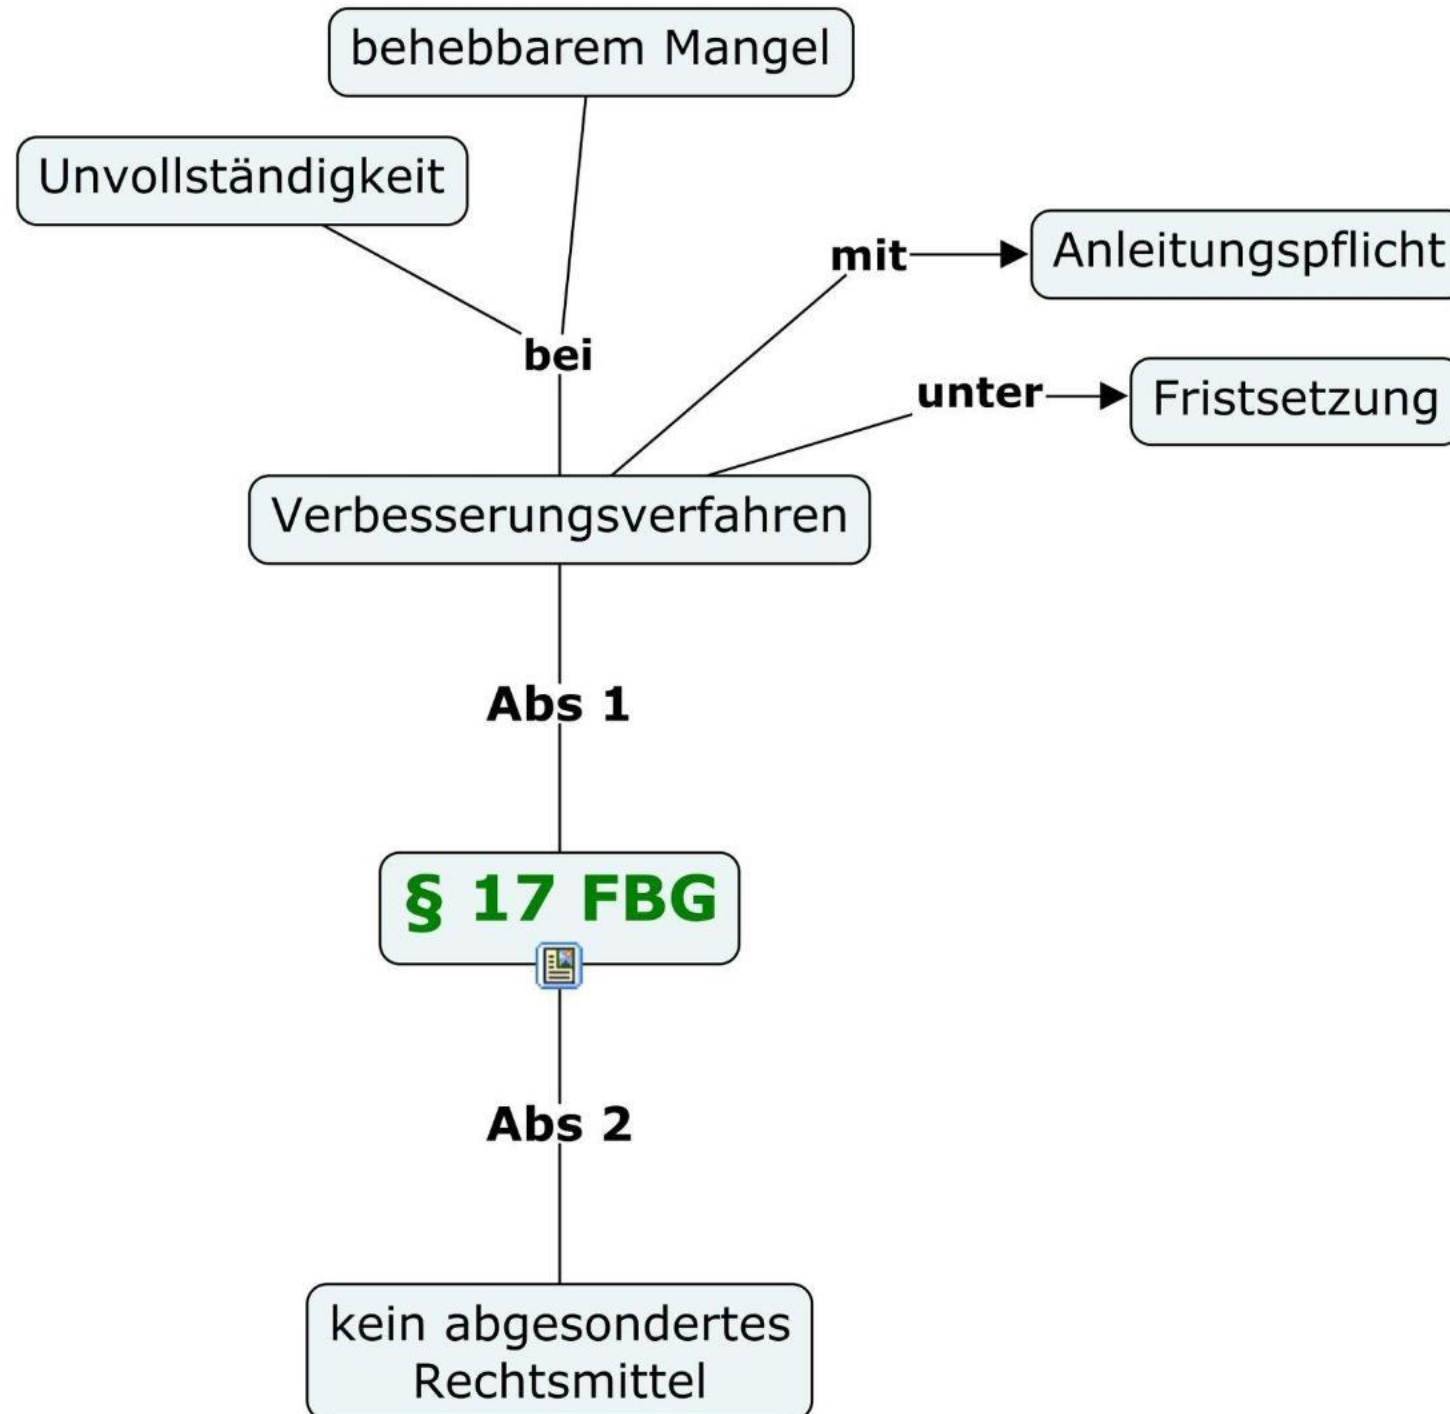 behebbarem Mangel
Unvollständigkeit
mit
Anleitungspflicht
bei
unter
Fristsetzung
Verbesserungsverfahren
Abs 1
§ 17 FBG
Abs 2
kein abgesondertes
Rechtsmittel